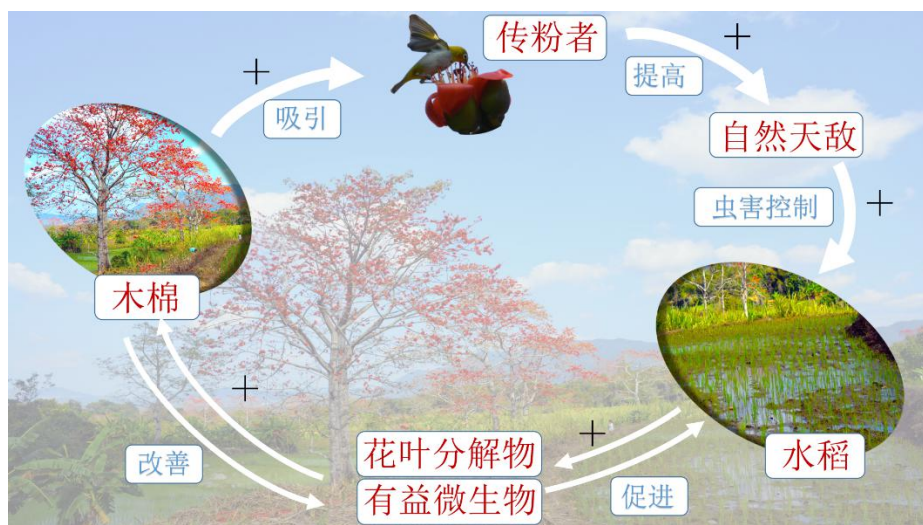 传粉者
+
+
提高
吸引
自然天敌
虫害控制
+
木棉
+
+
花叶分解物
改善
水稻
有益微生物
促进